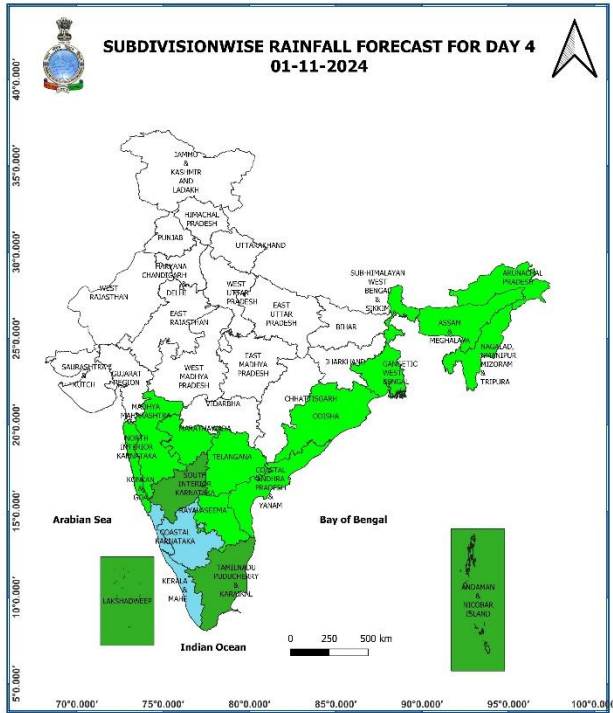 SUBDIVISIONWISE RAINFALL FORECAST FOR DAY 4
01-11-2024
40°0.000'
35°0.000'
30°0.000'
25°0.000'
20°0.000'
15°0.000'
10°0.000'
5°0.000'
JAMMO
&
KASHMIR
AND
LADAKH
HIMACHAL
PRADESH
PUNJAB
UTTARAKHAND
HARYANA
CHANDIGARH
&
DELHI
WEST
RAJASTHAN
WEST
UTTAR
PRADESH
EAST
RAJASTHAN
EAST
UTTAR
PRADESH
BIHAR
SUB-HIMALAYAN
WEST
BENGAL
&
SIKKIM
ARUNACHAL
PRADESH
ASSAM
&
MEGHALAYA
NAGALAD,
MANIPUR
MIZORAM
&
TRIPURA
SAURASHTRA
&
KUTCH
GUJARAT
REGION
WEST
MADHYA
PRADESH
EAST
MADHYA
PRADESH
JHARKHAND
GANGETIC
WEST
BENGAL
VIDARBHA
CHHATTISGARH
ODISHA
MADHYA
MAHARASHTRA
MARATHAWADA
NORTH
INTERIOR
KARNATAKA
TELANGANA
KONKAN
&
GOA
SOUTH
INTERIOR
KARNATAKA
COASTAL
ANDHRA
PRADESH
&
YANAM
RAYALASEEMA
COASTAL
KARNATAKA
KERALA
&
MAHE
TAMILNADU
PUDUCHERRY
&
KARAIKAL
LAKSHADWEEP
ANDAMAN
&
NICOBAR
ISLAND
Arabian Sea
Bay of Bengal
Indian Ocean
0 250 500 km
70°0.000' 75°0.000' 80°0.000' 85°0.000' 90°0.000' 95°0.000' 100°0.000'